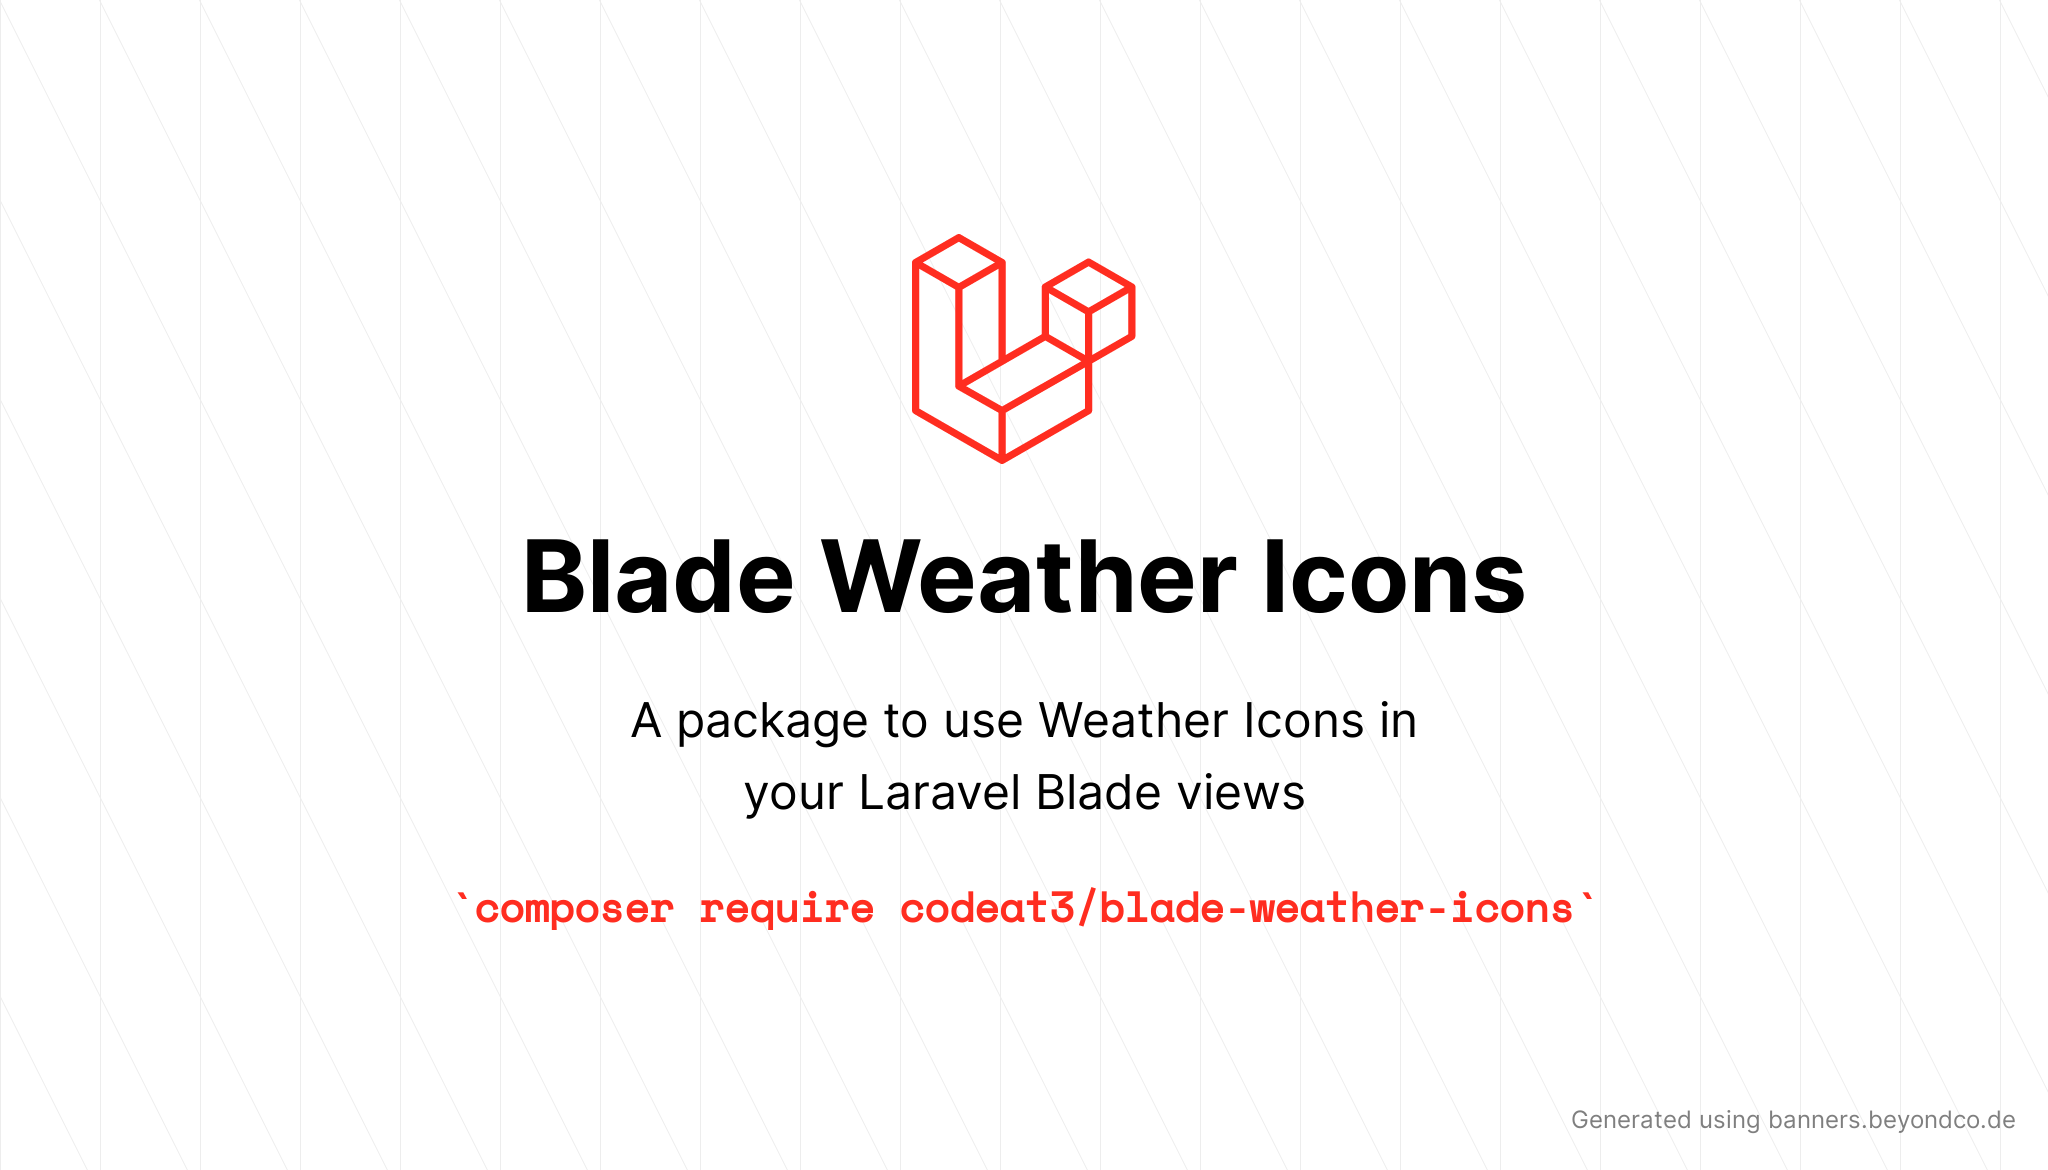 Blade Weather Icons
A package to use Weather Icons in
your Laravel Blade views
`composer require codeat3/blade-weather-icons`
Generated using banners.beyondco.de